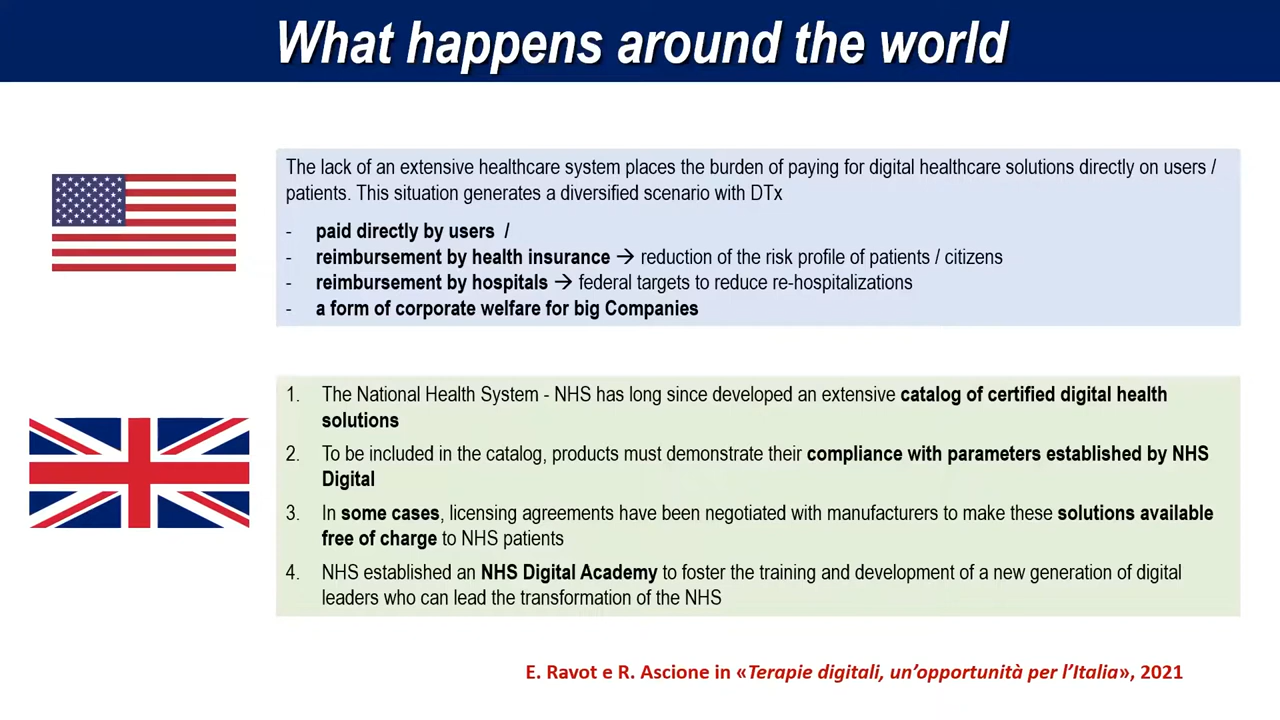 What happens around the world
The lack of an extensive healthcare system places the burden of paying for digital healthcare solutions directly on users /
patients. This situation generates a diversified scenario with DTx
- paid directly by users /
- reimbursement by health insurance → reduction of the risk profile of patients / citizens
- reimbursement by hospitals → federal targets to reduce re-hospitalizations
- a form of corporate welfare for big Companies
1. The National Health System - NHS has long since developed an extensive catalog of certified digital health
solutions
2. To be included in the catalog, products must demonstrate their compliance with parameters established by NHS
Digital
3. In some cases, licensing agreements have been negotiated with manufacturers to make these solutions available
free of charge to NHS patients
4. NHS established an NHS Digital Academy to foster the training and development of a new generation of digital
leaders who can lead the transformation of the NHS
E. Ravot e R. Ascione in «Terapie digitali, un'opportunità per l'Italia», 2021